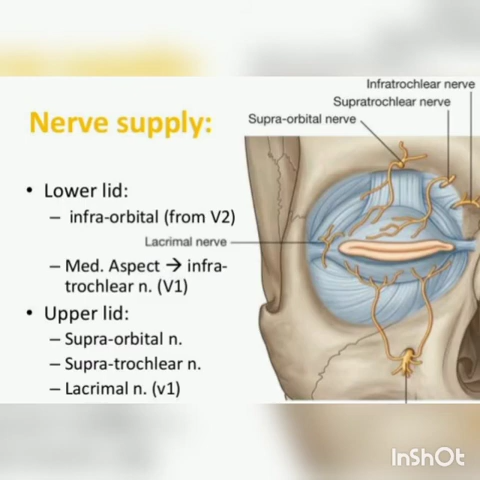 Infratrochlear nerve
Supratrochlear nerve
Supra-orbital nerve
Nerve supply:
• Lower lid:
– infra-orbital (from V2)
Lacrimal nerve
– Med. Aspect → infra-
trochlear n. (V1)
• Upper lid:
– Supra-orbital n.
– Supra-trochlear n.
– Lacrimal n. (v1)
InShOt